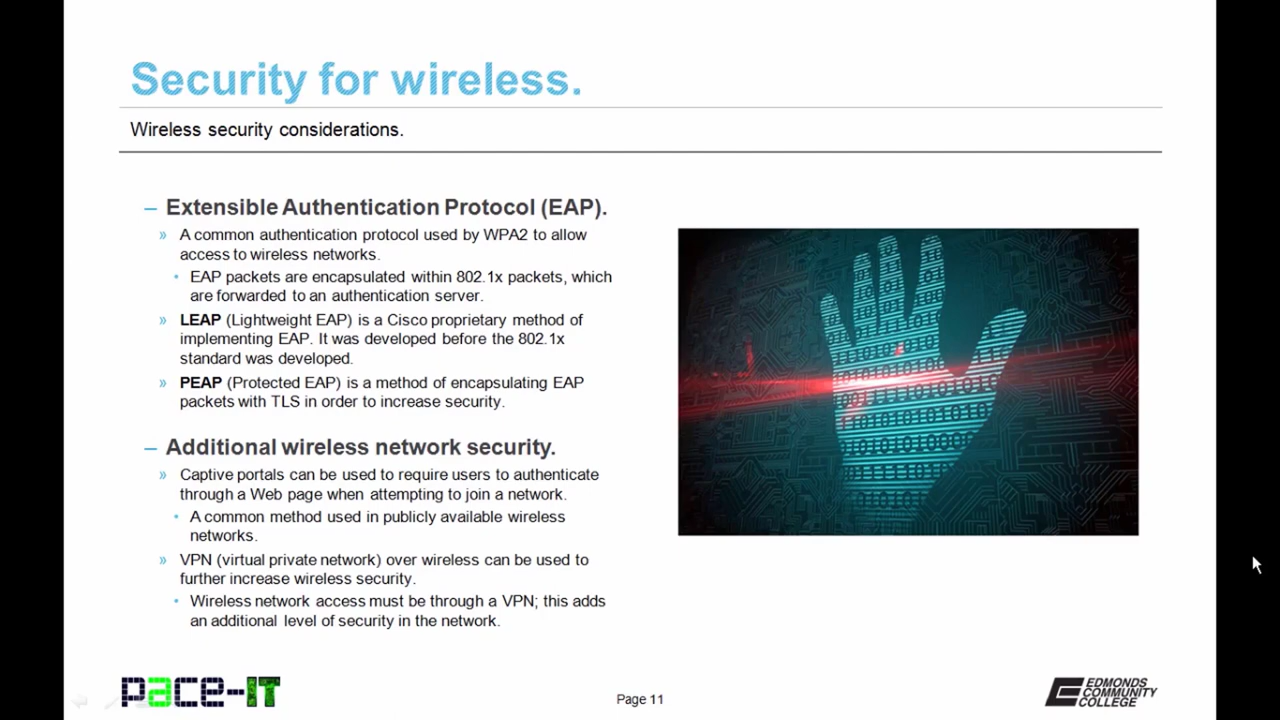 Security for wireless.
Wireless security considerations.
– Extensible Authentication Protocol (EAP).
» A common authentication protocol used by WPA2 to allow
access to wireless networks.
• EAP packets are encapsulated within 802.1x packets, which
are forwarded to an authentication server.
» LEAP (Lightweight EAP) is a Cisco proprietary method of
implementing EAP. It was developed before the 802.1x
standard was developed.
» PEAP (Protected EAP) is a method of encapsulating EAP
packets with TLS in order to increase security.
– Additional wireless network security.
» Captive portals can be used to require users to authenticate
through a Web page when attempting to join a network.
• A common method used in publicly available wireless
networks.
» VPN (virtual private network) over wireless can be used to
further increase wireless security.
• Wireless network access must be through a VPN; this adds
an additional level of security in the network.
pace-IT
Page 11
EDMONDS
COMMUNITY
COLLEGE